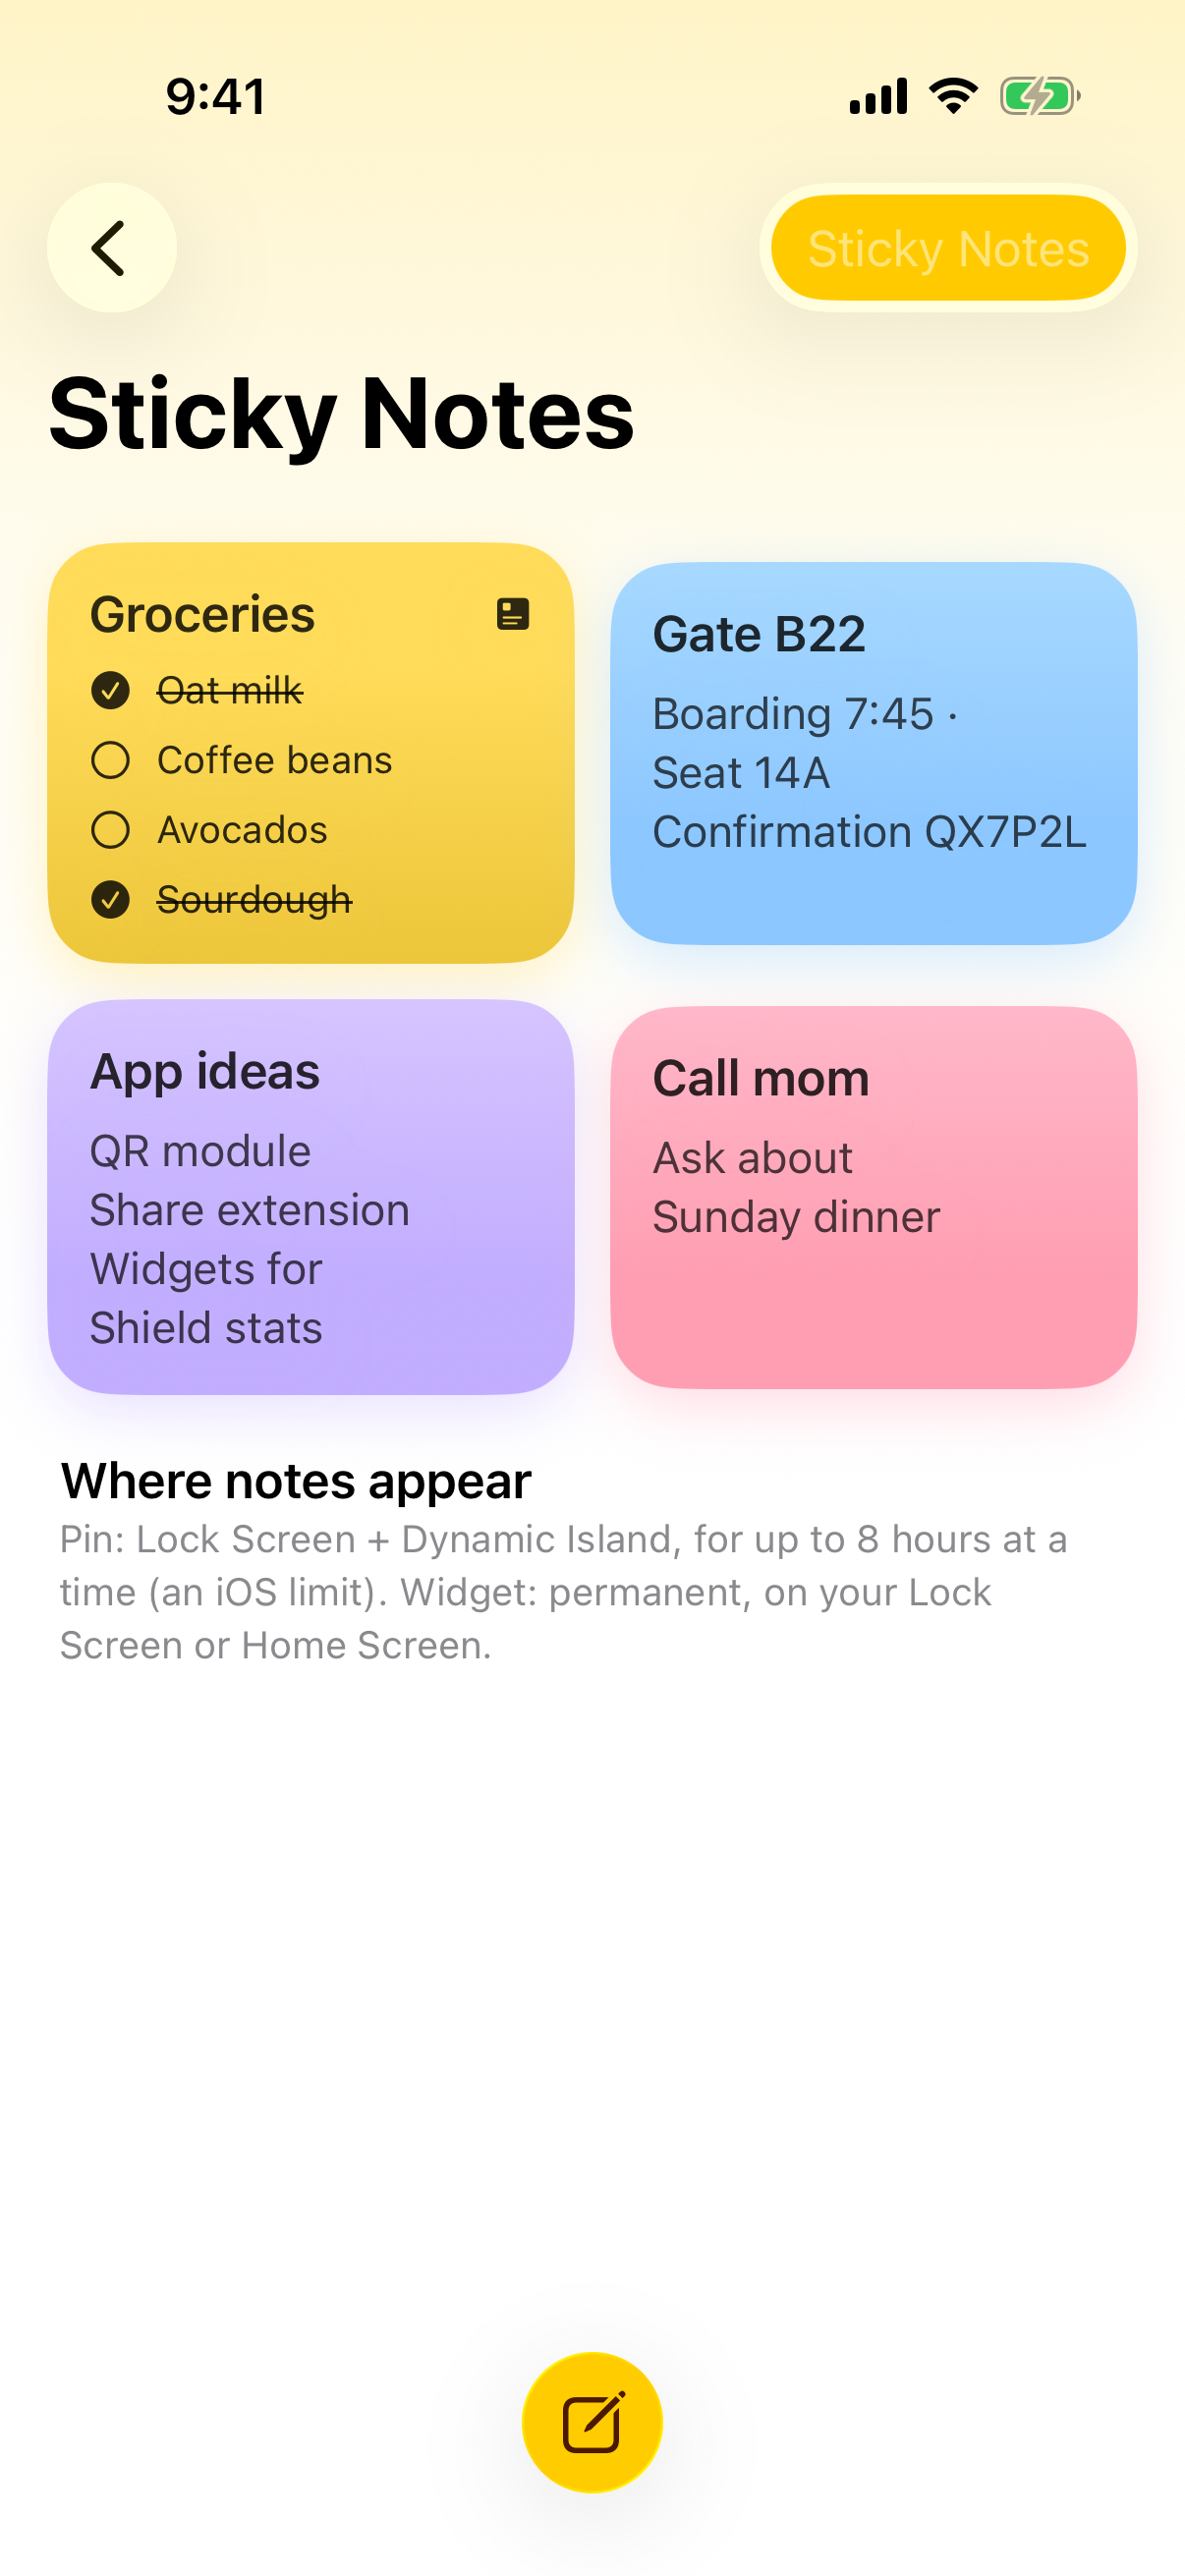 9:41
Sticky Notes
Sticky Notes
Groceries
Oat milk
Coffee beans
Avocados
Sourdough
Gate B22
Boarding 7:45 ·
Seat 14A
Confirmation QX7P2L
App ideas
QR module
Share extension
Widgets for
Shield stats
Call mom
Ask about
Sunday dinner
Where notes appear
Pin: Lock Screen + Dynamic Island, for up to 8 hours at a
time (an iOS limit). Widget: permanent, on your Lock
Screen or Home Screen.